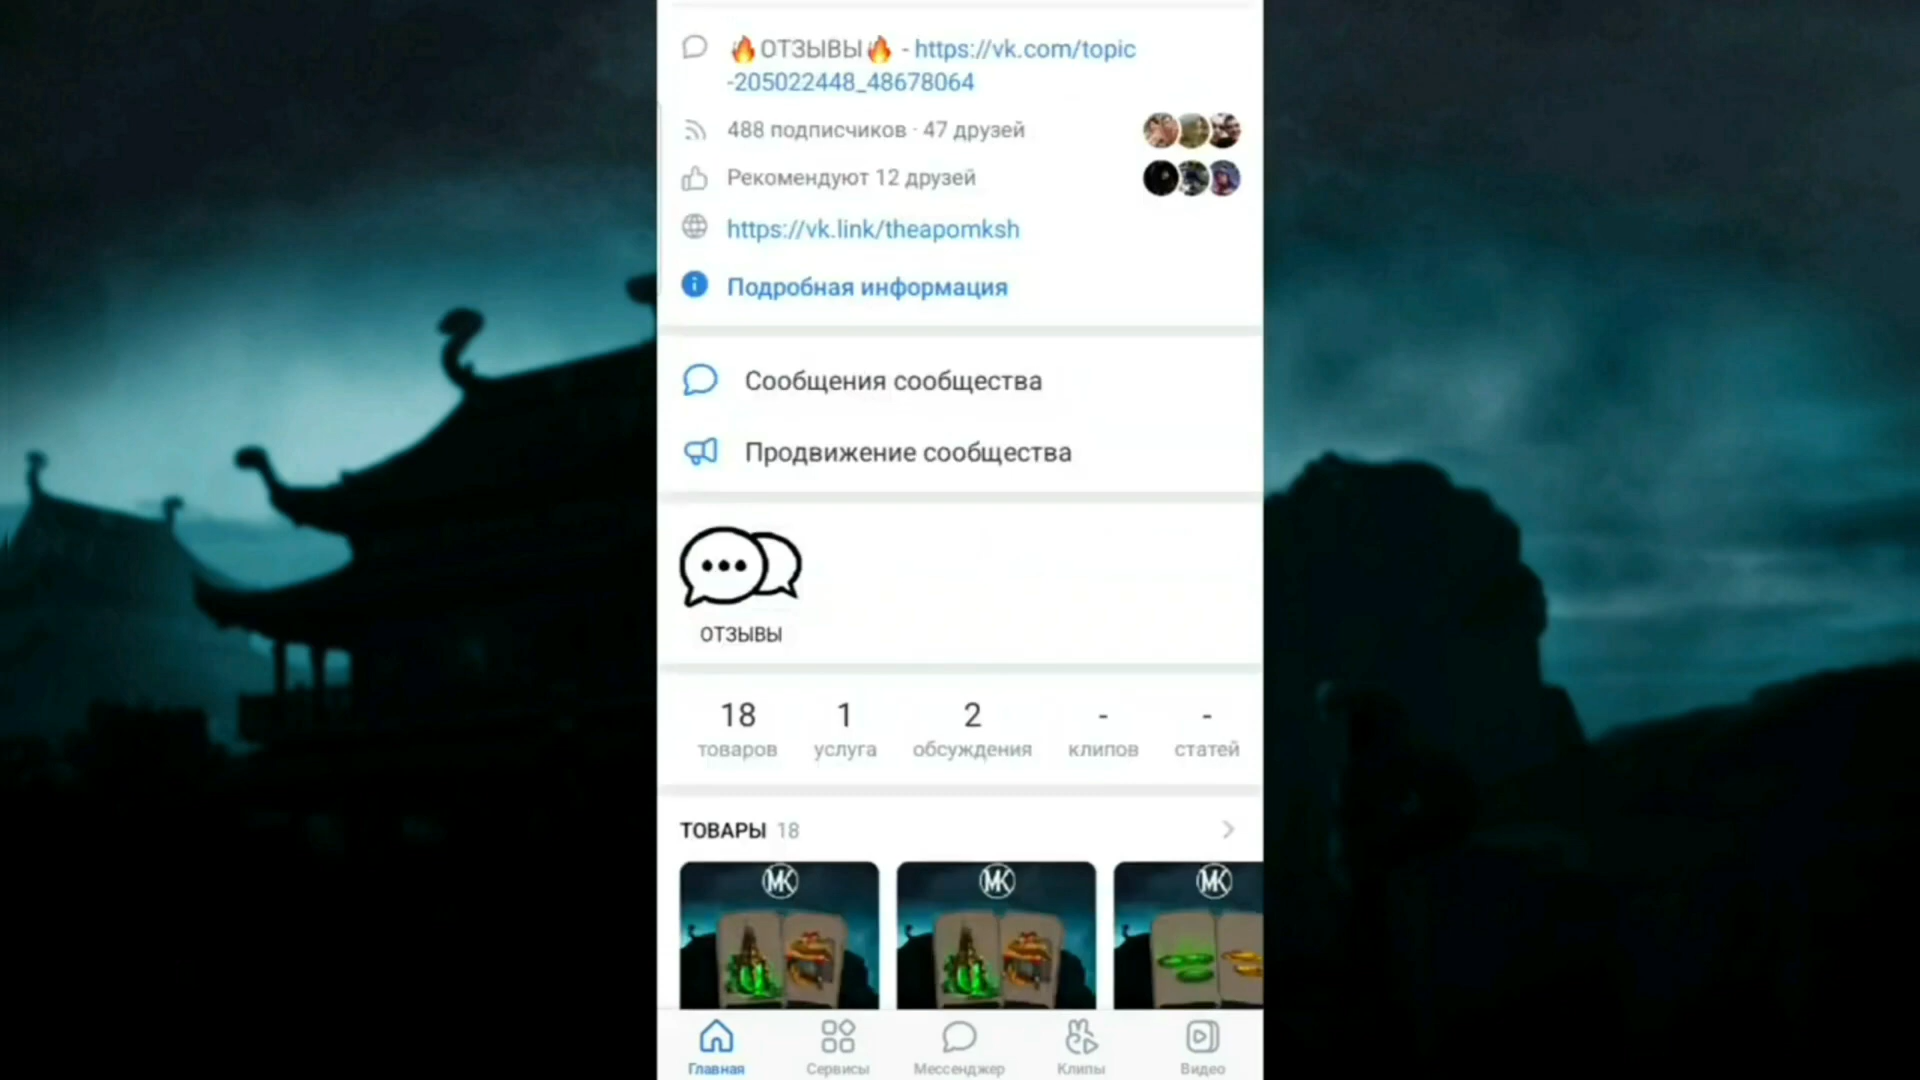 🔥ОТЗЫВЫ🔥 - https://vk.com/topic
-205022448_48678064
488 подписчиков · 47 друзей
Рекомендуют 12 друзей
https://vk.link/theapomksh
Подробная информация
Сообщения сообщества
Продвижение сообщества
ОТЗЫВЫ
18 1 2 - -
товаров услуга обсуждения клипов статей
ТОВАРЫ 18
MK MK MK
Главная Сервисы Мессенджер Клипы Видео